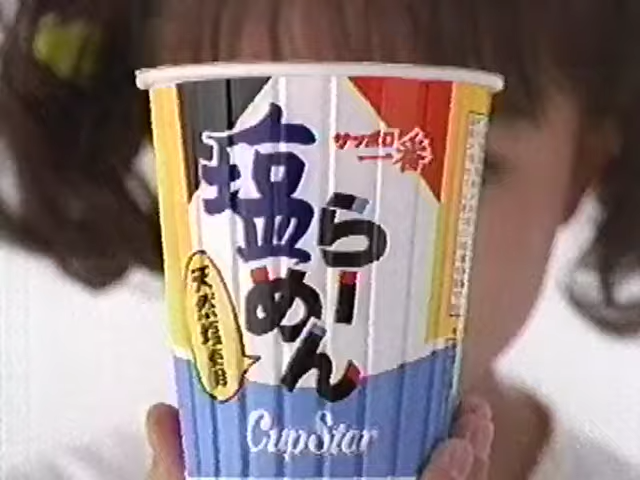 サッポロ
一番
塩
らーめん
天然塩使用
CupStar